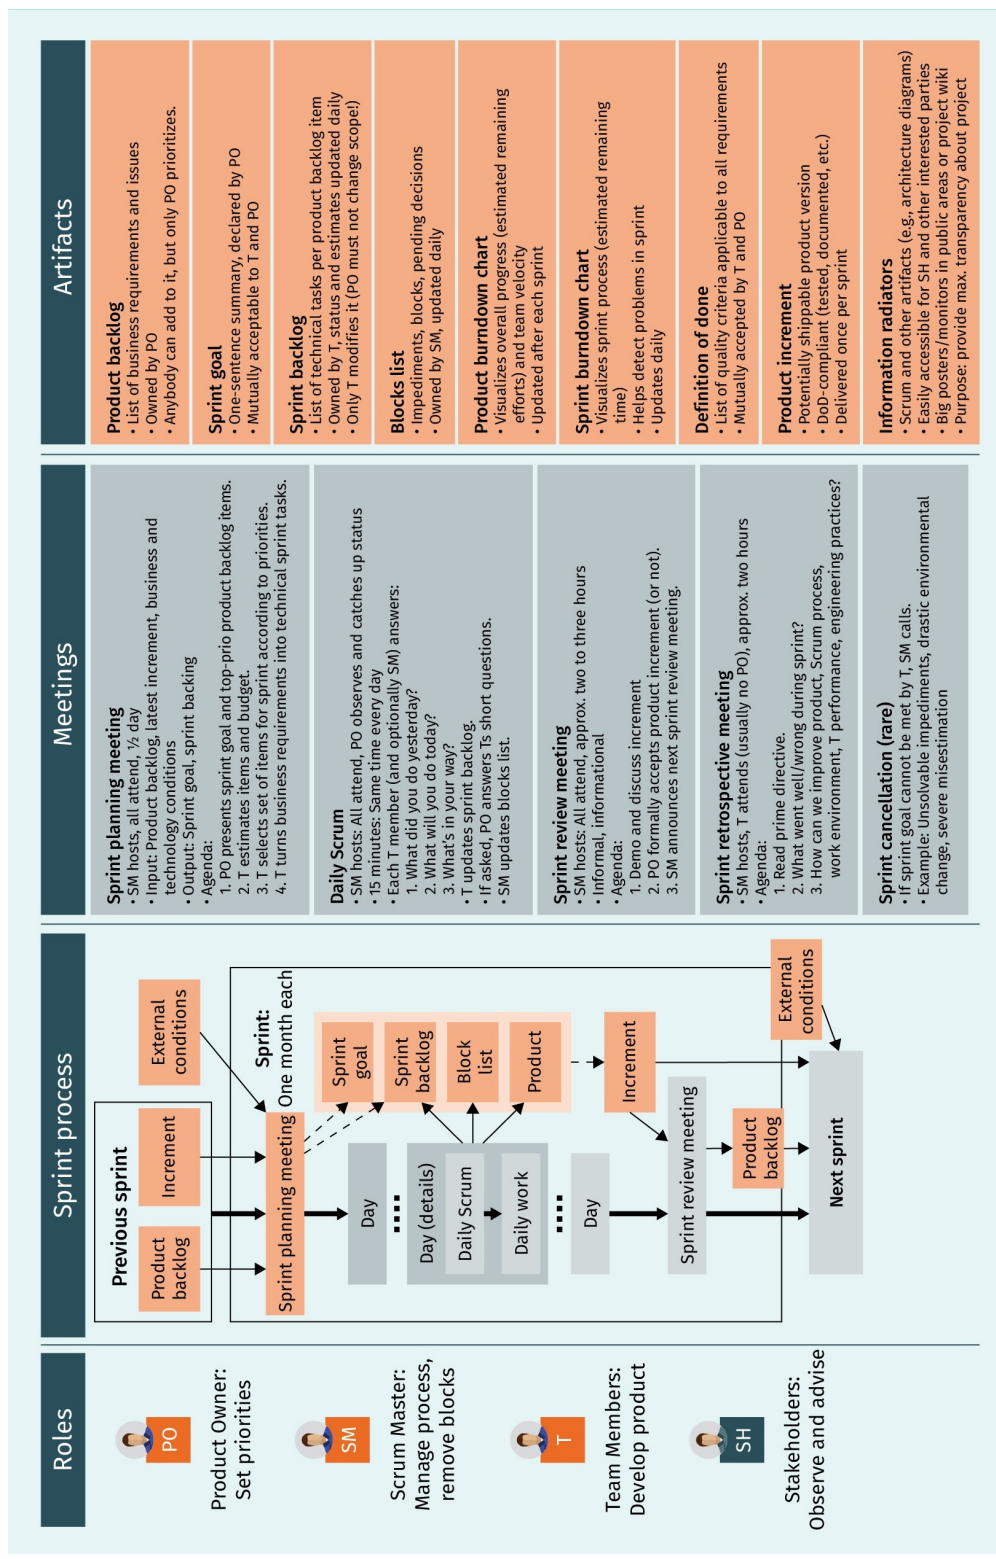 Roles
PO
Product Owner:
Set priorities
SM
Scrum Master:
Manage process,
remove blocks
T
Team Members:
Develop product
SH
Stakeholders:
Observe and advise
Sprint process
Previous sprint
Product
backlog
Increment
External
conditions
Sprint planning meeting
Sprint:
One month each
Day
Day (details)
Daily Scrum
Daily work
Day
Sprint
goal
Sprint
backlog
Block
list
Product
Increment
Sprint review meeting
Product
backlog
External
conditions
Next sprint
Meetings
Sprint planning meeting
• SM hosts, all attend, ½ day
• Input: Product backlog, latest increment, business and
technology conditions
• Output: Sprint goal, sprint backing
• Agenda:
1. PO presents sprint goal and top-prio product backlog items.
2. T estimates items and budget.
3. T selects set of items for sprint according to priorities.
4. T turns business requirements into technical sprint tasks.
Daily Scrum
• SM hosts: All attend, PO observes and catches up status
• 15 minutes: Same time every day
• Each T member (and optionally SM) answers:
1. What did you do yesterday?
2. What will you do today?
3. What's in your way?
• T updates sprint backlog.
• If asked, PO answers Ts short questions.
• SM updates blocks list.
Sprint review meeting
• SM hosts: All attend, approx. two to three hours
• Informal, informational
• Agenda:
1. Demo and discuss increment
2. PO formally accepts product increment (or not).
3. SM announces next sprint review meeting.
Sprint retrospective meeting
• SM hosts, T attends (usually no PO), approx. two hours
• Agenda:
1. Read prime directive.
2. What went well/wrong during sprint?
3. How can we improve product, Scrum process,
work environment, T performance, engineering practices?
Sprint cancellation (rare)
• If sprint goal cannot be met by T, SM calls.
• Example: Unsolvable impediments, drastic environmental
change, severe misestimation
Artifacts
Product backlog
• List of business requirements and issues
• Owned by PO
• Anybody can add to it, but only PO prioritizes.
Sprint goal
• One-sentence summary, declared by PO
• Mutually acceptable to T and PO
Sprint backlog
• List of technical tasks per product backlog item
• Owned by T, status and estimates updated daily
• Only T modifies it (PO must not change scope!)
Blocks list
• Impediments, blocks, pending decisions
• Owned by SM, updated daily
Product burndown chart
• Visualizes overall progress (estimated remaining
efforts) and team velocity
• Updated after each sprint
Sprint burndown chart
• Visualizes sprint process (estimated remaining
time)
• Helps detect problems in sprint
• Updates daily
Definition of done
• List of quality criteria applicable to all requirements
• Mutually accepted by T and PO
Product increment
• Potentially shippable product version
• DoD-compliant (tested, documented, etc.)
• Delivered once per sprint
Information radiators
• Scrum and other artifacts (e.g., architecture diagrams)
• Easily accessible for SH and other interested parties
• Big posters/monitors in public areas or project wiki
• Purpose: provide max. transparency about project